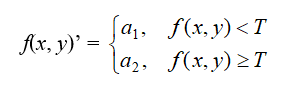 f(x, y)’ = { a₁, f(x, y) < T
a₂, f(x, y) ≥ T